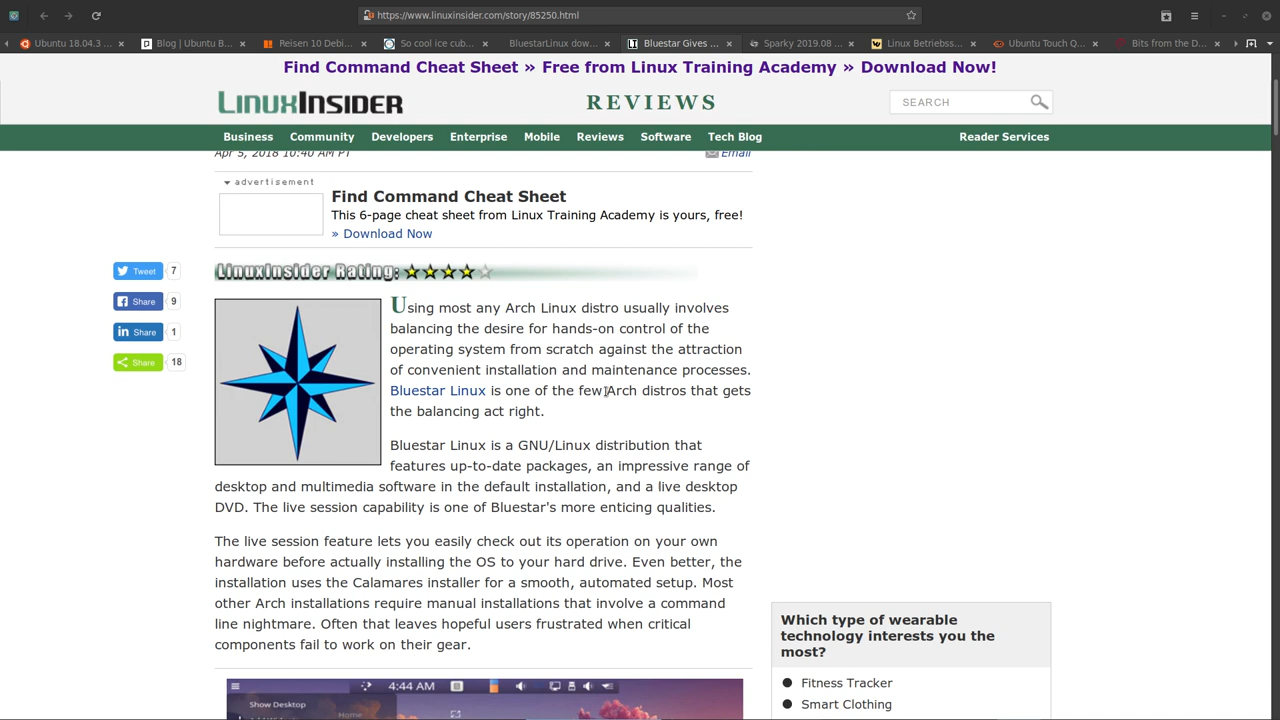 https://www.linuxinsider.com/story/85250.html
Ubuntu 18.04.3 ...
Blog | Ubuntu B...
Reisen 10 Debi...
So cool ice cub...
BluestarLinux dow...
Bluestar Gives ...
Sparky 2019.08 ...
Linux Betriebss...
Ubuntu Touch Q...
Bits from the D...
Find Command Cheat Sheet » Free from Linux Training Academy » Download Now!
LINUXINSIDER
REVIEWS
SEARCH
Business Community Developers Enterprise Mobile Reviews Software Tech Blog Reader Services
Apr 5, 2018 10:40 AM PT
Email
advertisement
Find Command Cheat Sheet
This 6-page cheat sheet from Linux Training Academy is yours, free!
» Download Now
Tweet 7
Share 9
Share 1
Share 18
LinuxInsider Rating:
Using most any Arch Linux distro usually involves
balancing the desire for hands-on control of the
operating system from scratch against the attraction
of convenient installation and maintenance processes.
Bluestar Linux is one of the few Arch distros that gets
the balancing act right.
Bluestar Linux is a GNU/Linux distribution that
features up-to-date packages, an impressive range of
desktop and multimedia software in the default installation, and a live desktop
DVD. The live session capability is one of Bluestar's more enticing qualities.
The live session feature lets you easily check out its operation on your own
hardware before actually installing the OS to your hard drive. Even better, the
installation uses the Calamares installer for a smooth, automated setup. Most
other Arch installations require manual installations that involve a command
line nightmare. Often that leaves hopeful users frustrated when critical
components fail to work on their gear.
4:44 AM
Show Desktop
Home
Which type of wearable
technology interests you the
most?
Fitness Tracker
Smart Clothing